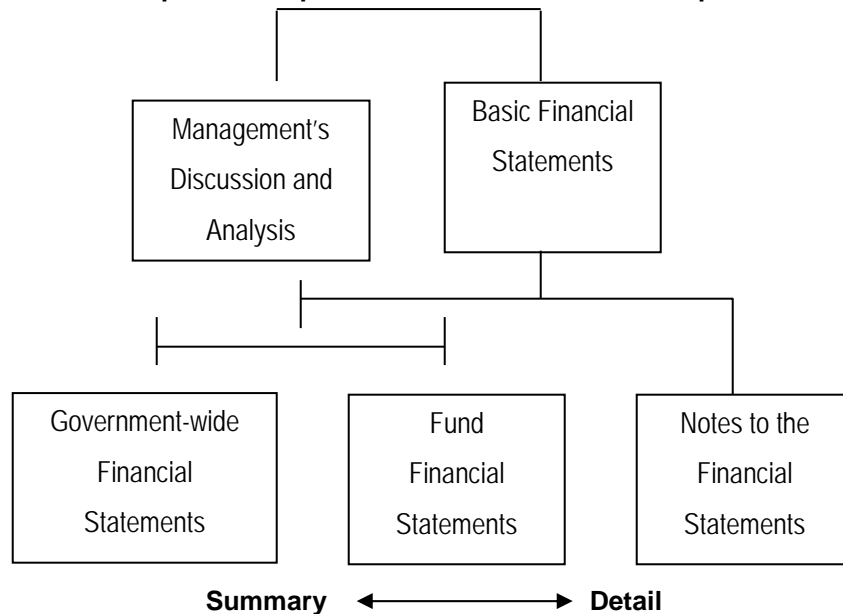 Management's
Discussion and
Analysis
Basic Financial
Statements
Government-wide
Financial
Statements
Fund
Financial
Statements
Notes to the
Financial
Statements
Summary Detail